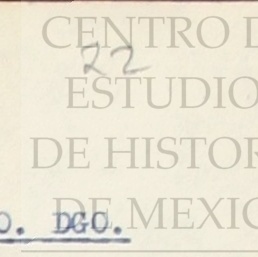 CENTRO D
22
ESTUDIO
DE HISTOR
DE MEXIC
O. DGO.